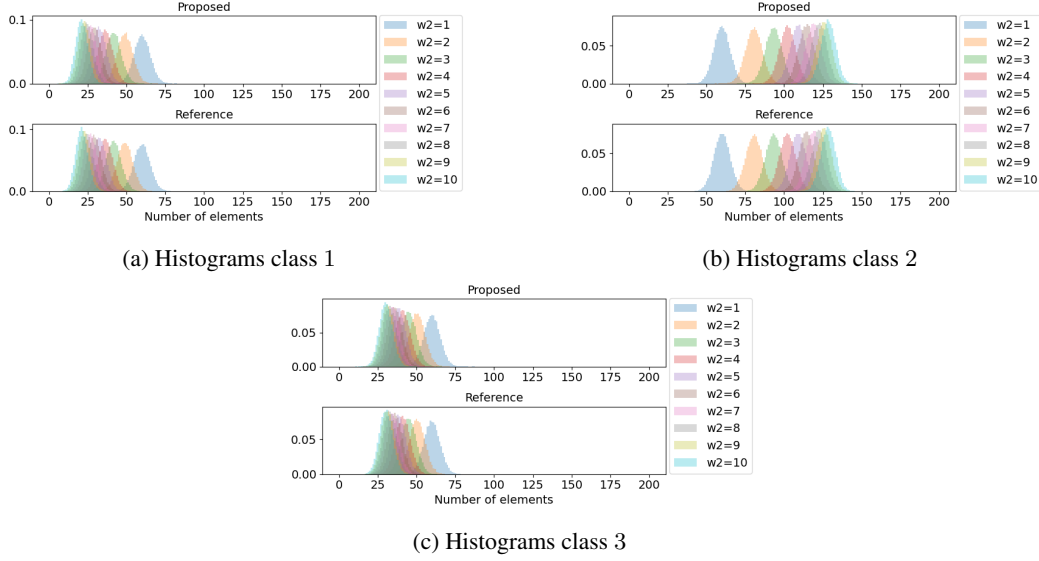 Proposed
0.1
0.0
0 25 50 75 100 125 150 175 200
Reference
0.1
0.0
0 25 50 75 100 125 150 175 200
Number of elements
w2=1
w2=2
w2=3
w2=4
w2=5
w2=6
w2=7
w2=8
w2=9
w2=10
(a) Histograms class 1
Proposed
0.05
0.00
0 25 50 75 100 125 150 175 200
Reference
0.05
0.00
0 25 50 75 100 125 150 175 200
Number of elements
w2=1
w2=2
w2=3
w2=4
w2=5
w2=6
w2=7
w2=8
w2=9
w2=10
(b) Histograms class 2
Proposed
0.05
0.00
0 25 50 75 100 125 150 175 200
Reference
0.05
0.00
0 25 50 75 100 125 150 175 200
Number of elements
w2=1
w2=2
w2=3
w2=4
w2=5
w2=6
w2=7
w2=8
w2=9
w2=10
(c) Histograms class 3